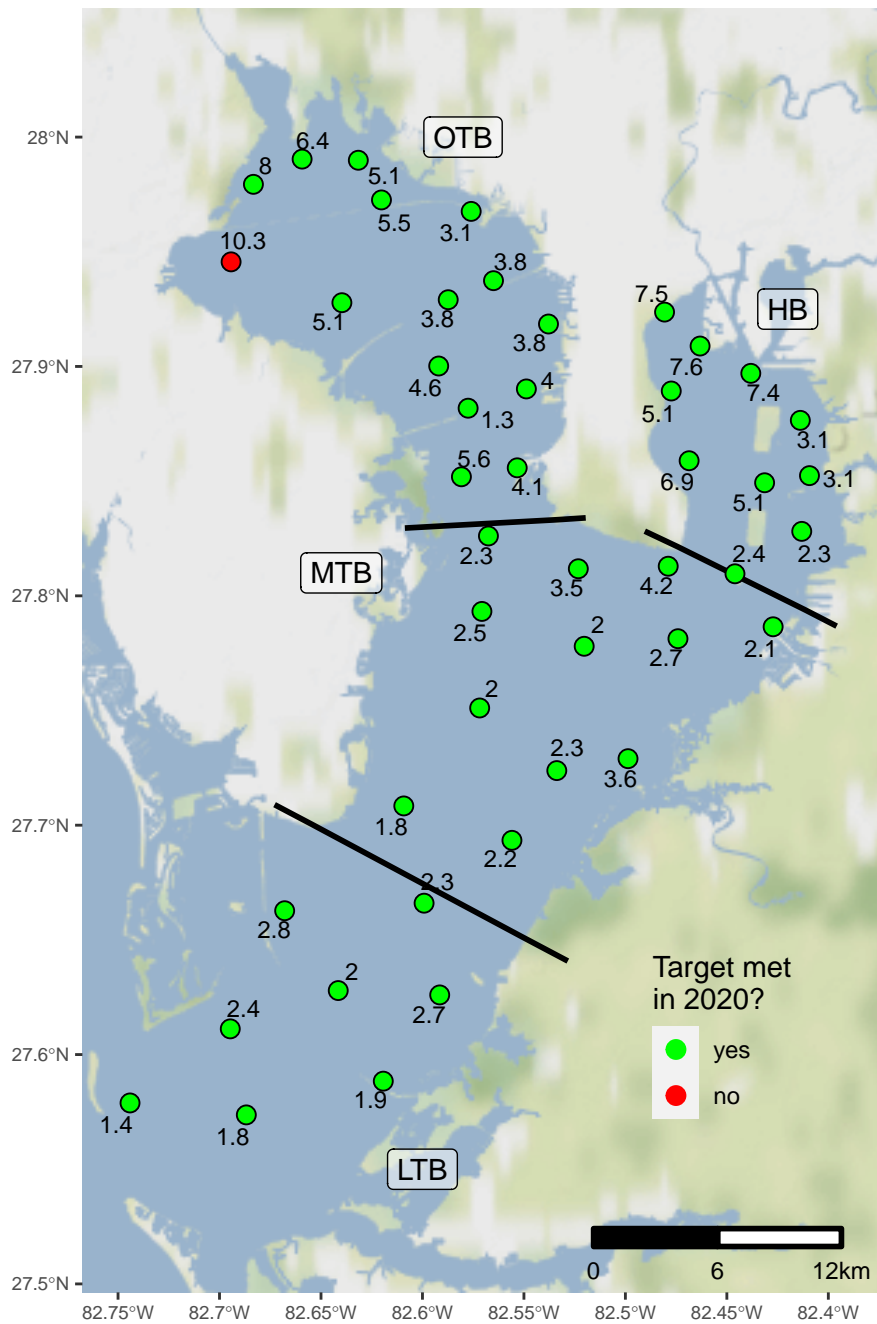 28°N
6.4
OTB
8
5.1
5.5
3.1
10.3
3.8
7.5
HB
5.1
3.8
3.8
27.9°N
7.6
4.6
4
7.4
5.1
1.3
3.1
5.6
4.1
6.9
3.1
5.1
2.3
2.3
2.4
MTB
3.5
4.2
27.8°N
2.5
2
2.7
2.1
2
2.3
3.6
27.7°N
1.8
2.2
2.3
2.8
2
Target met
in 2020?
2.4
2.7
27.6°N
yes
1.9
no
1.4
1.8
LTB
0
6
12km
27.5°N
82.75°W
82.7°W
82.65°W
82.6°W
82.55°W
82.5°W
82.45°W
82.4°W